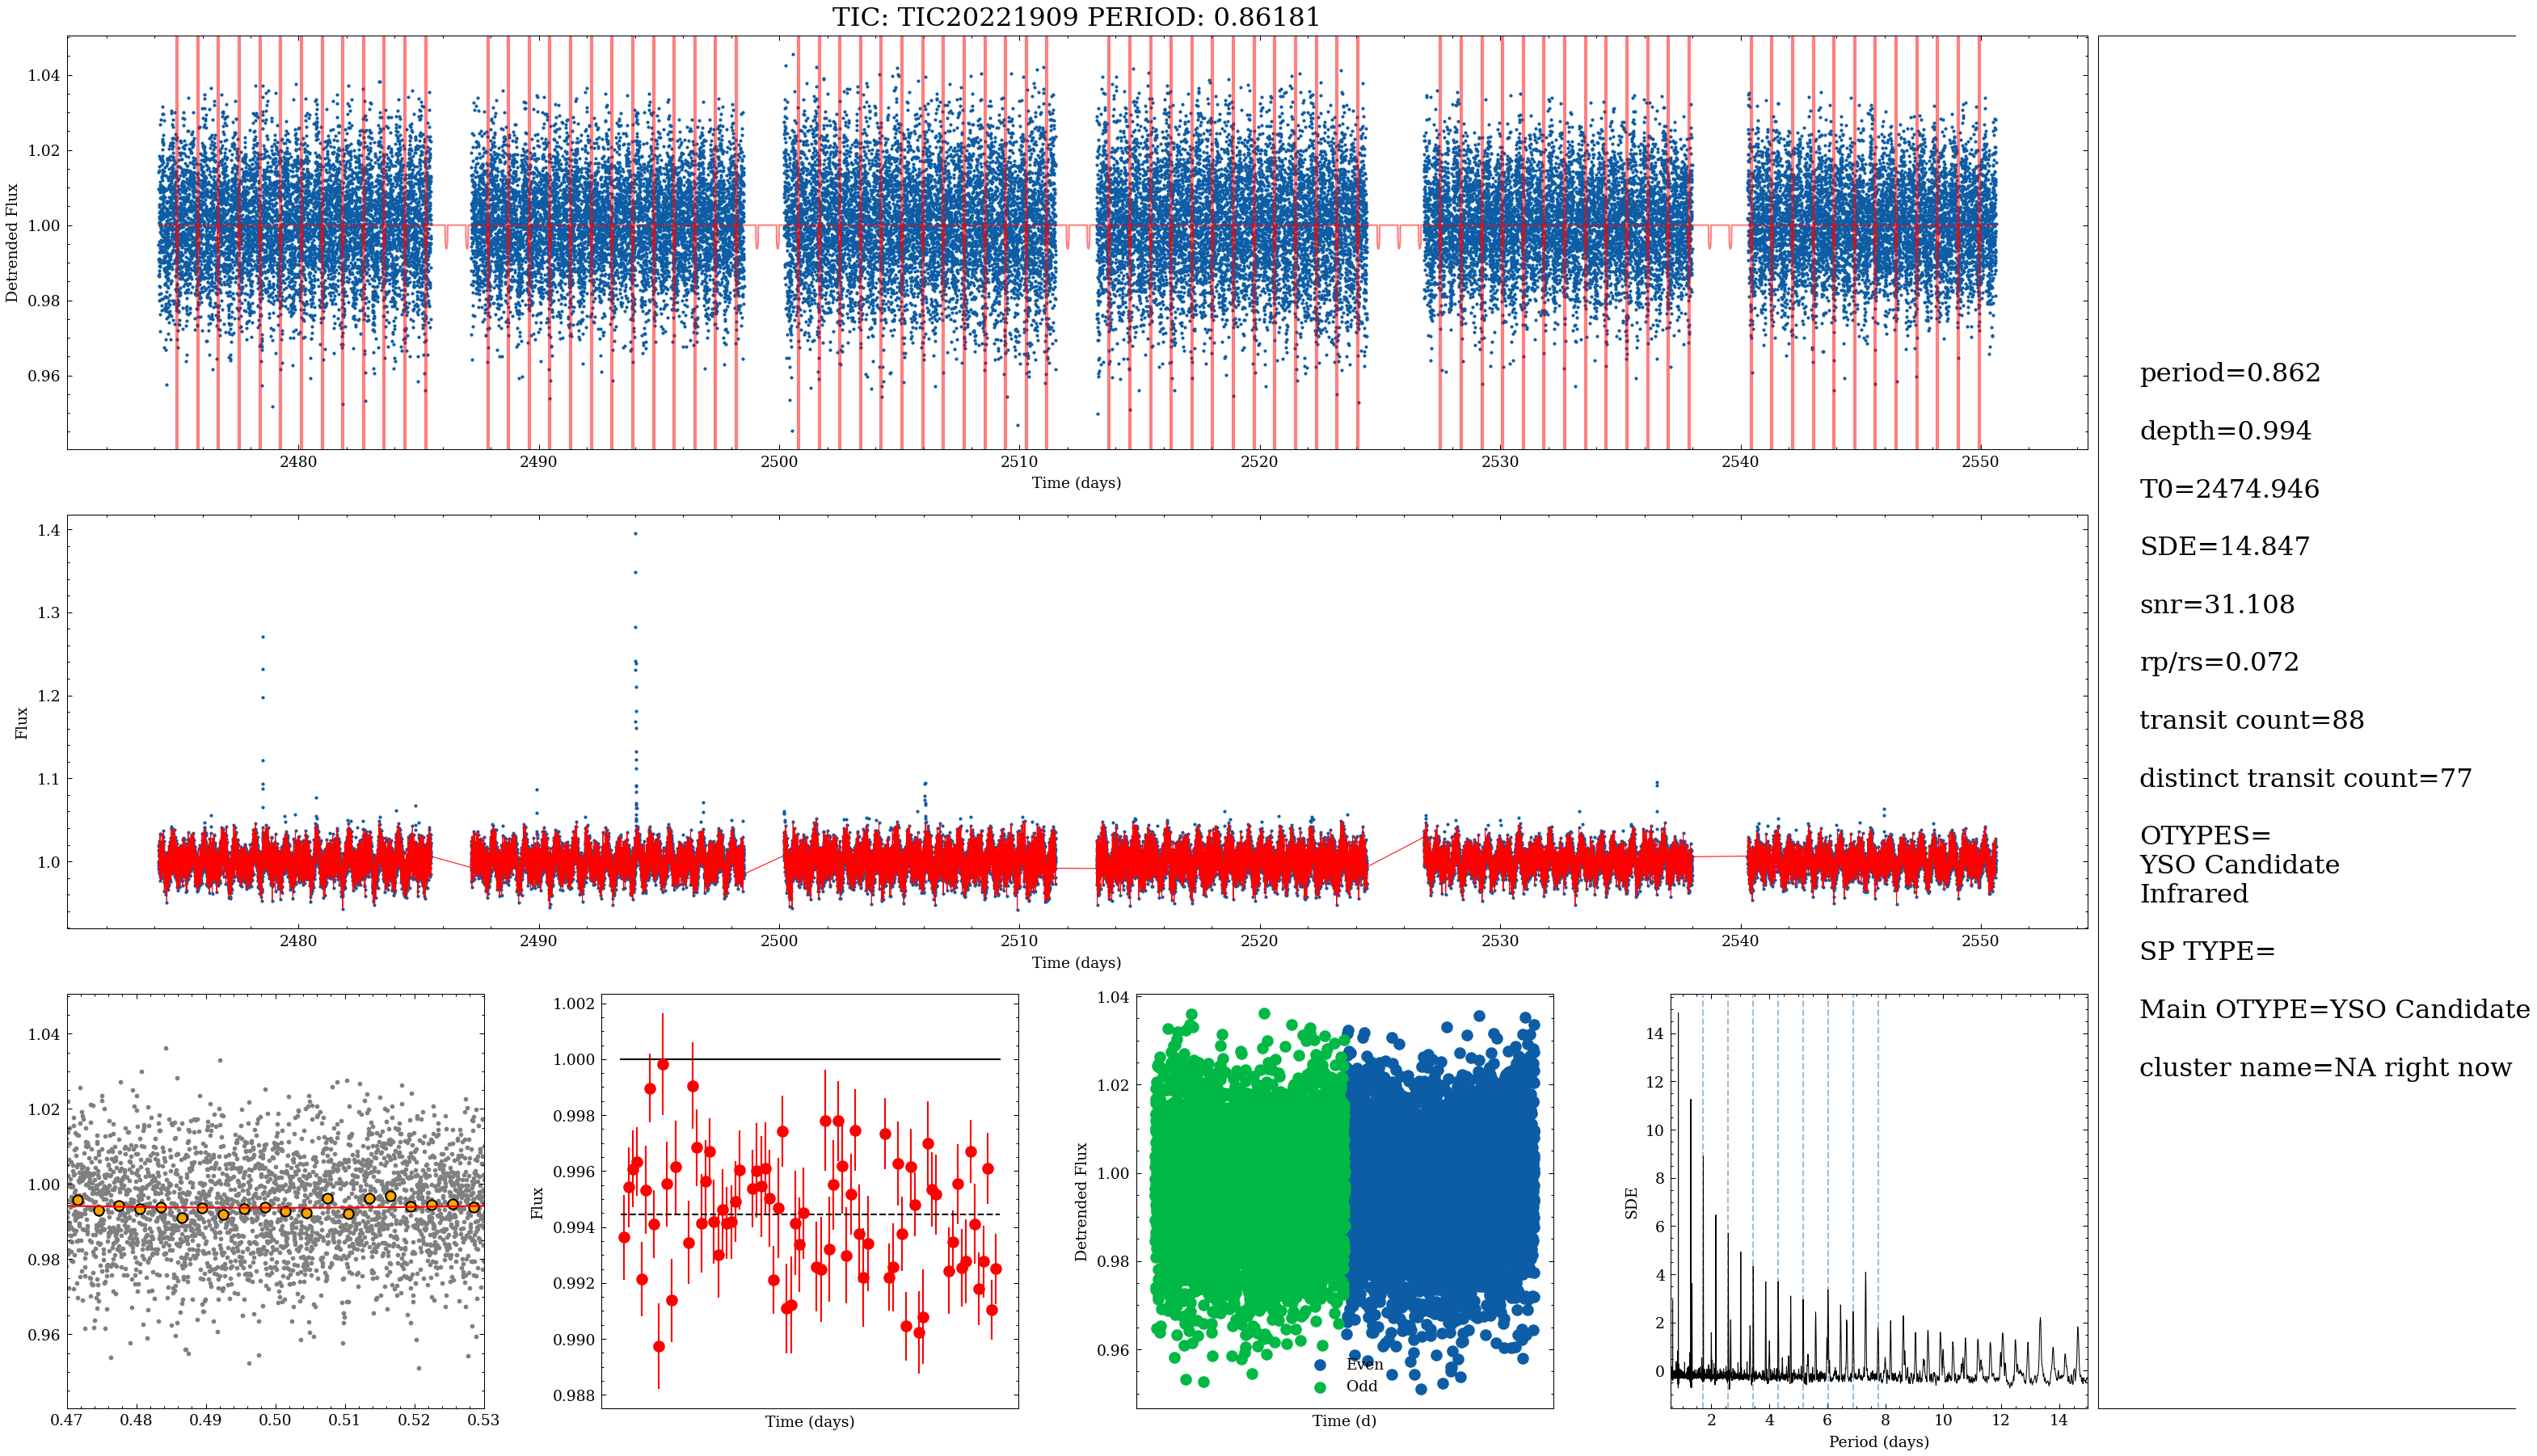 TIC: TIC20221909 PERIOD: 0.86181
1.04
1.02
1.00
0.98
0.96
Detrended Flux
2480 2490 2500 2510 2520 2530 2540 2550
Time (days)
1.4
1.3
1.2
1.1
1.0
Flux
2480 2490 2500 2510 2520 2530 2540 2550
Time (days)
1.04
1.02
1.00
0.98
0.96
0.47 0.48 0.49 0.50 0.51 0.52 0.53
1.002
1.000
0.998
0.996
0.994
0.992
0.990
0.988
Flux
Time (days)
1.04
1.02
1.00
0.98
0.96
Detrended Flux
Even
Odd
Time (d)
14
12
10
8
6
4
2
0
SDE
2 4 6 8 10 12 14
Period (days)
period=0.862
depth=0.994
T0=2474.946
SDE=14.847
snr=31.108
rp/rs=0.072
transit count=88
distinct transit count=77
OTYPES=
YSO Candidate
Infrared
SP TYPE=
Main OTYPE=YSO Candidate
cluster name=NA right now